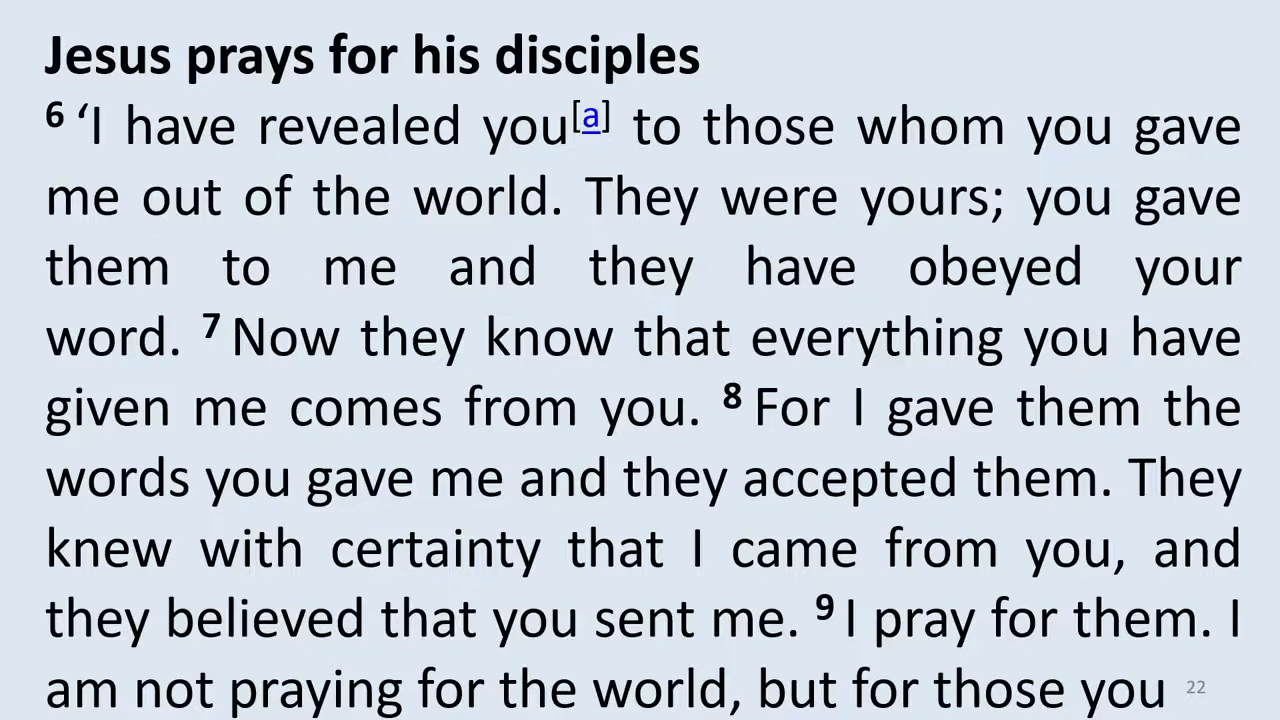 Jesus prays for his disciples
6 ‘I have revealed you[a] to those whom you gave
me out of the world. They were yours; you gave
them to me and they have obeyed your
word. 7 Now they know that everything you have
given me comes from you. 8 For I gave them the
words you gave me and they accepted them. They
knew with certainty that I came from you, and
they believed that you sent me. 9 I pray for them. I
am not praying for the world, but for those you
22